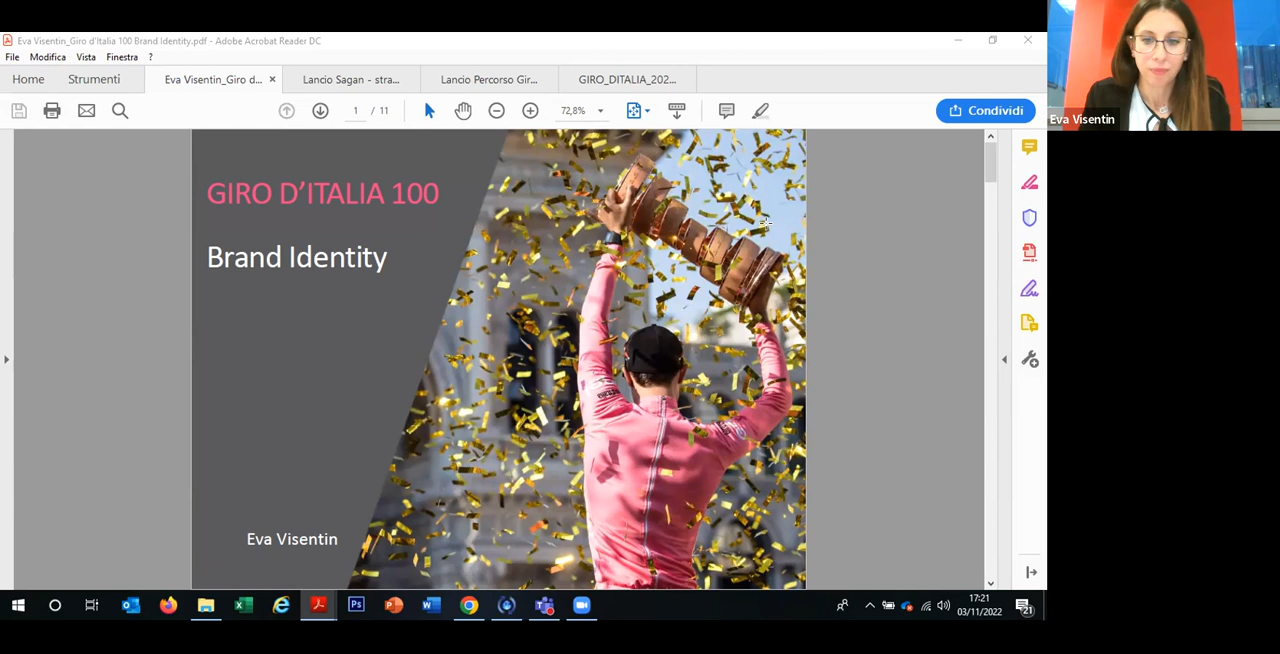 Eva Visentin_Giro d'Italia 100 Brand Identity.pdf - Adobe Acrobat Reader DC
File Modifica Vista Finestra ?
Home Strumenti Eva Visentin_Giro d... × Lancio Sagan - stra... Lancio Percorso Gir... GIRO_DITALIA_202...
1 / 11 72,8% Condividi
Eva Visentin
GIRO D'ITALIA 100
Brand Identity
Eva Visentin
17:21
03/11/2022
21